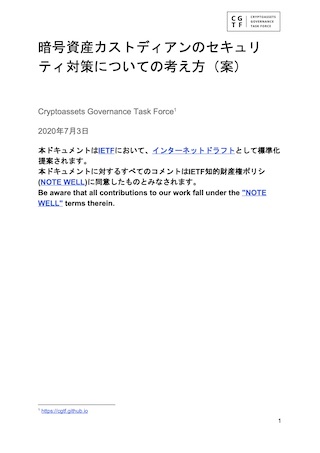 CG
TF
CRYPTOASSETS
GOVERNANCE
TASK FORCE
暗号資産カストディアンのセキュリ
ティ対策についての考え方（案）
Cryptoassets Governance Task Force¹
2020年7月3日
本ドキュメントはIETFにおいて、インターネットドラフトとして標準化
提案されます。
本ドキュメントに対するすべてのコメントはIETF知的財産権ポリシ
(NOTE WELL)に同意したものとみなされます。
Be aware that all contributions to our work fall under the "NOTE
WELL" terms therein.
¹ https://cgtf.github.io
1